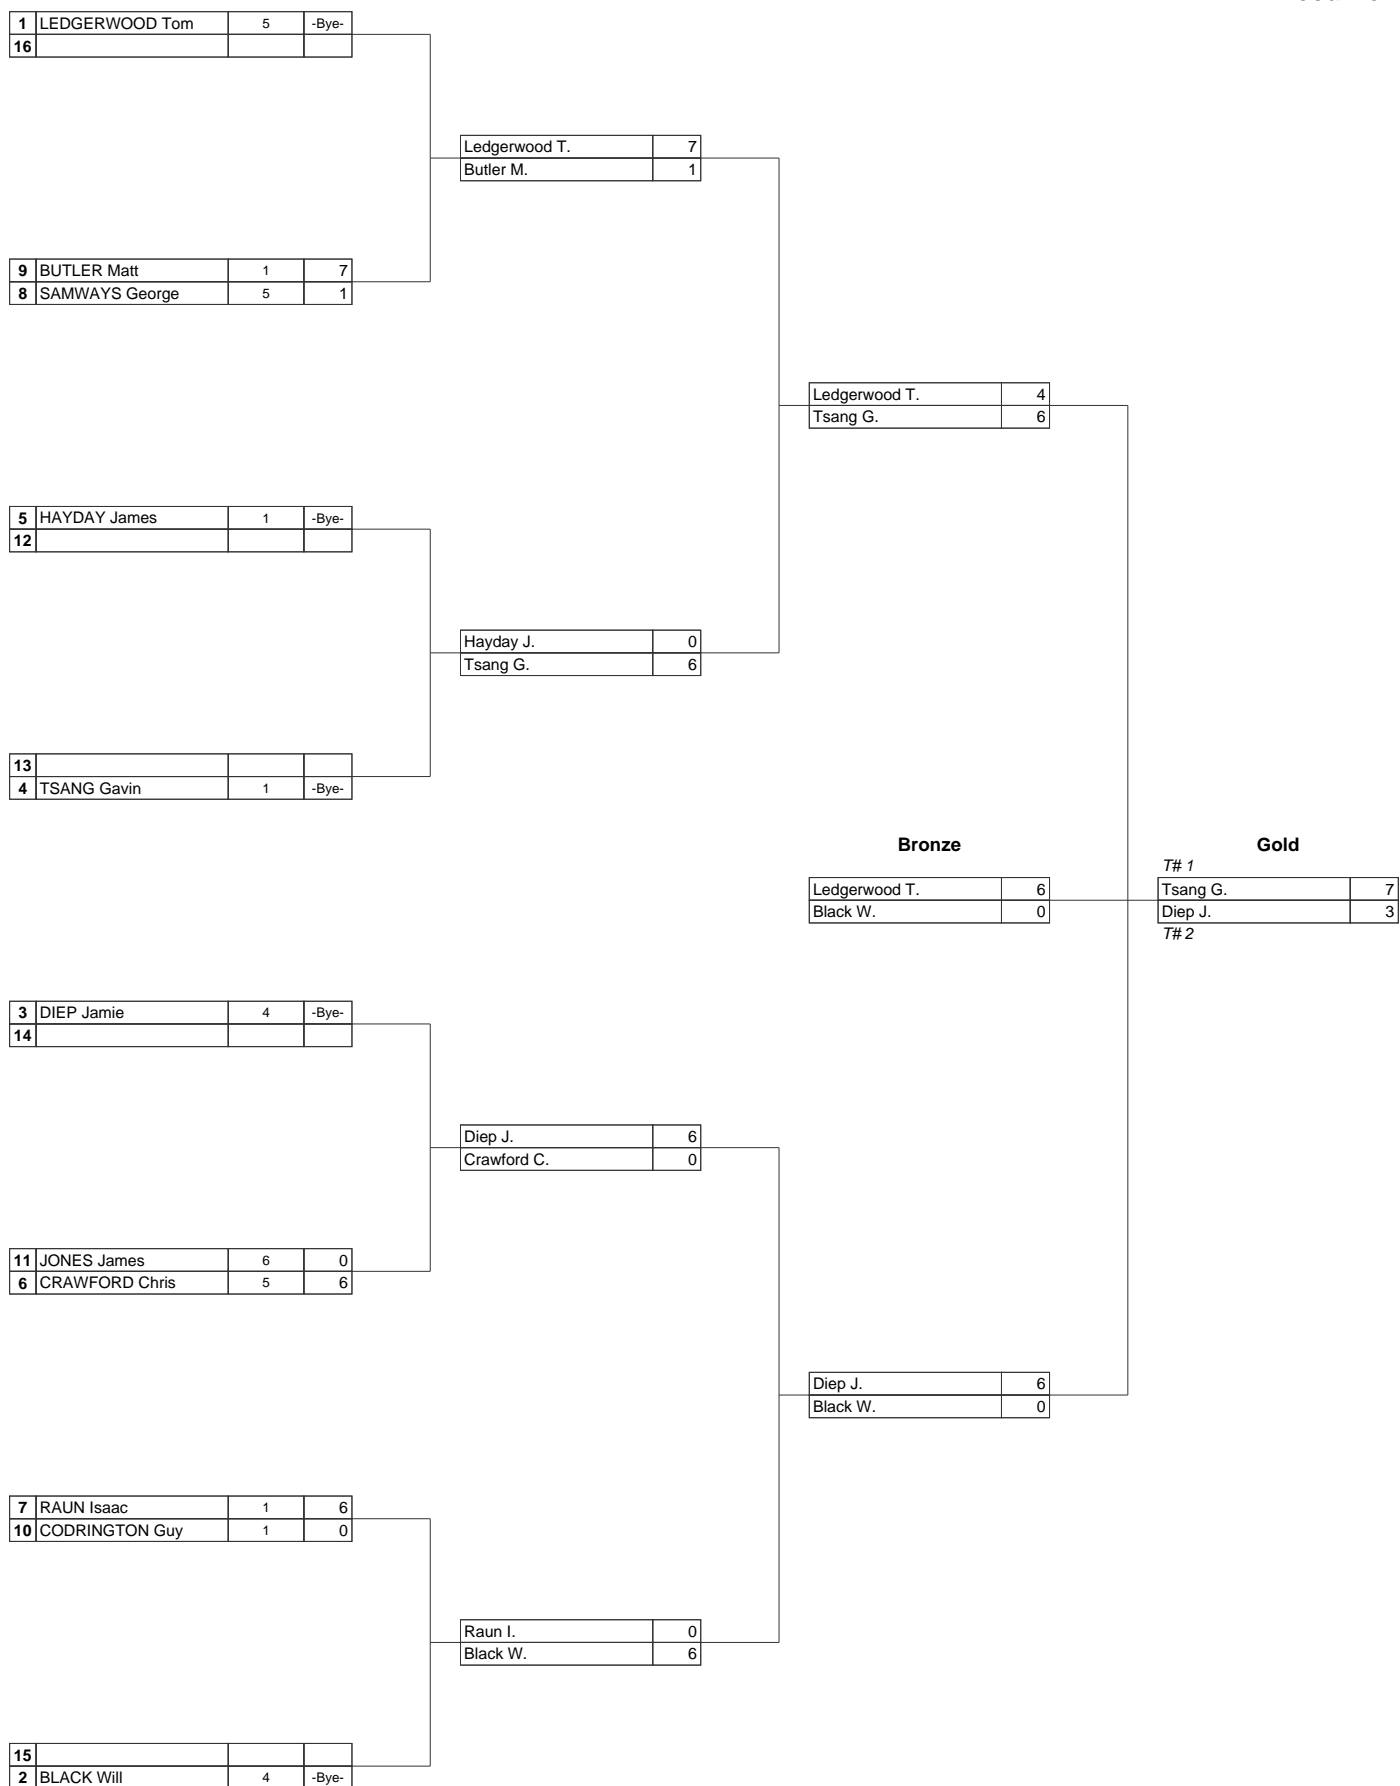 1 LEDGERWOOD Tom 5 -Bye-
16
Ledgerwood T. 7
Butler M. 1
9 BUTLER Matt 1 7
8 SAMWAYS George 5 1
Ledgerwood T. 4
Tsang G. 6
5 HAYDAY James 1 -Bye-
12
Hayday J. 0
Tsang G. 6
13
4 TSANG Gavin 1 -Bye-
Bronze Gold
T# 1
Ledgerwood T. 6 Tsang G. 7
Black W. 0 Diep J. 3
T# 2
3 DIEP Jamie 4 -Bye-
14
Diep J. 6
Crawford C. 0
11 JONES James 6 0
6 CRAWFORD Chris 5 6
Diep J. 6
Black W. 0
7 RAUN Isaac 1 6
10 CODRINGTON Guy 1 0
Raun I. 0
Black W. 6
15
2 BLACK Will 4 -Bye-